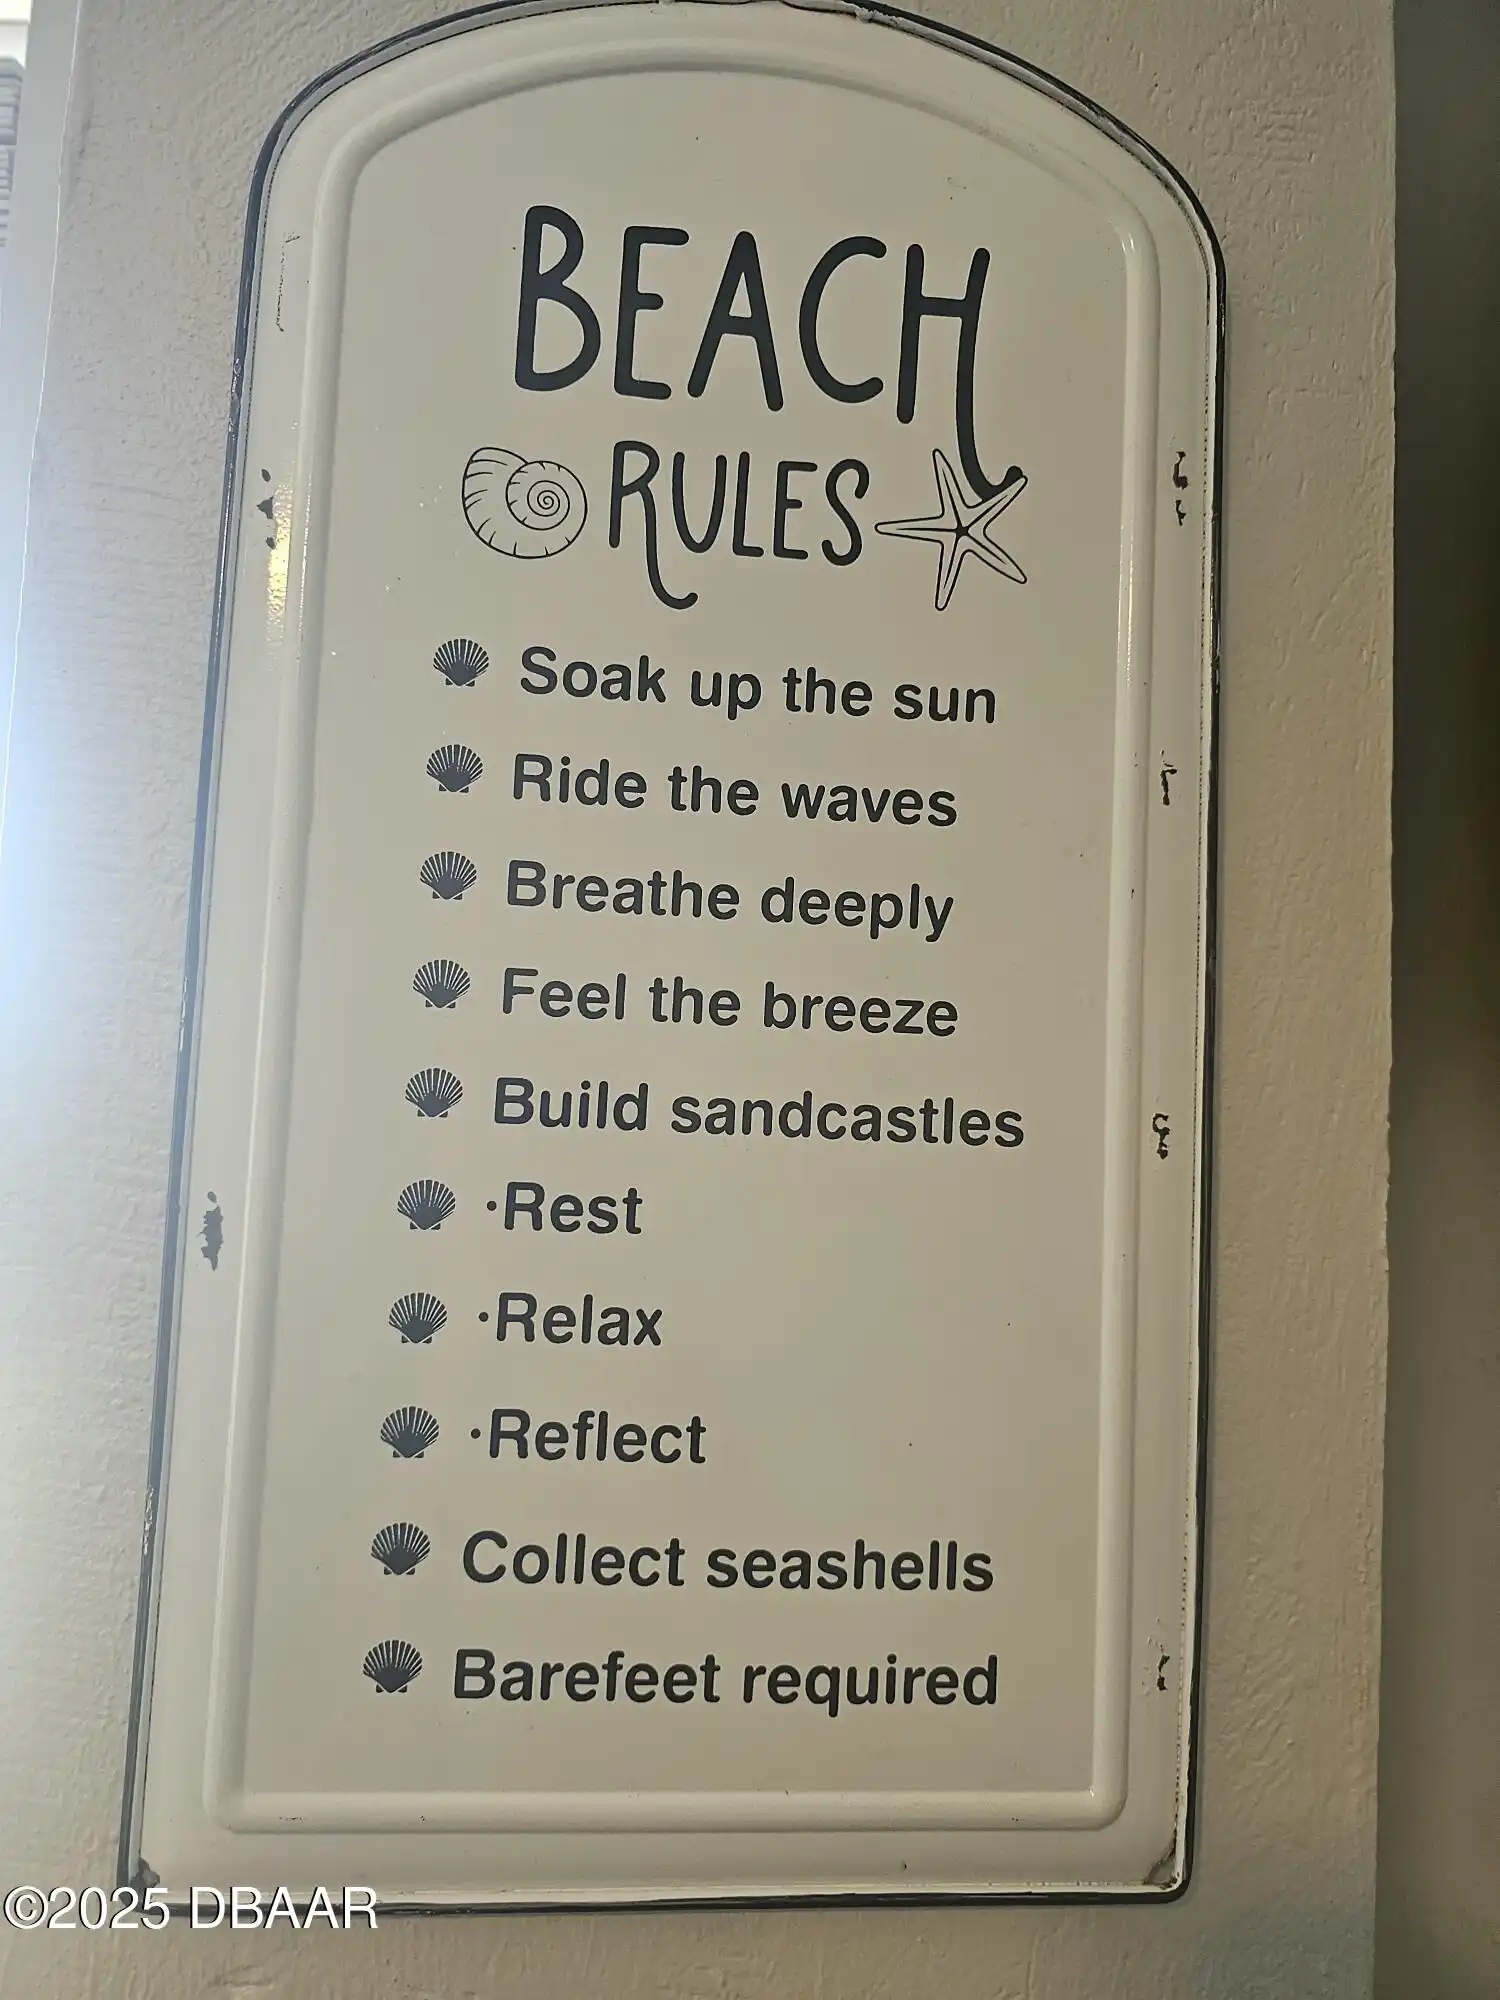 BEACH
RULES
Soak up the sun
Ride the waves
Breathe deeply
Feel the breeze
Build sandcastles
·Rest
·Relax
·Reflect
Collect seashells
Barefeet required
©2025 DBAAR